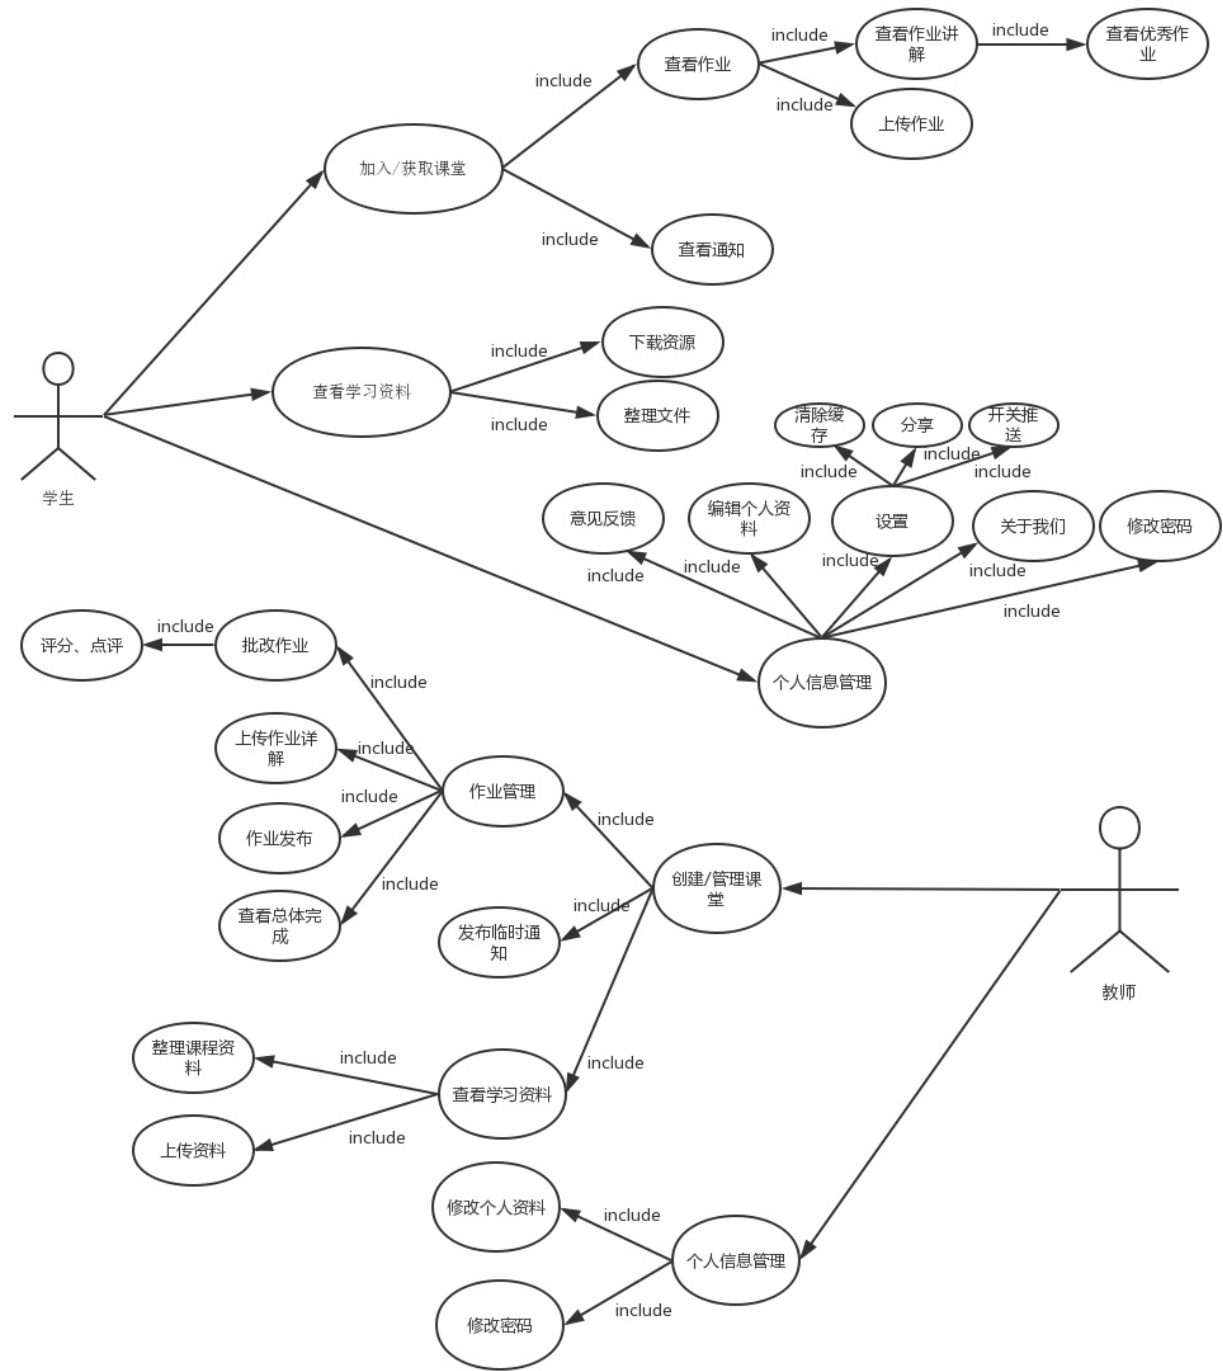 include
查看作业讲
解
include
查看优秀作
业
查看作业
include
include
上传作业
加入/获取课堂
include
查看通知
下载资源
include
查看学习资料
include
整理文件
学生
清除缓
存
分享
开关推
送
include
include
include
意见反馈
编辑个人资
料
设置
关于我们
修改密码
include
include
include
include
include
个人信息管理
评分、点评
include
批改作业
include
上传作业详
解
include
作业管理
include
作业发布
include
查看总体完
成
include
创建/管理课
堂
include
发布临时通
知
教师
整理课程资
料
include
include
查看学习资料
上传资料
include
修改个人资料
include
个人信息管理
include
修改密码